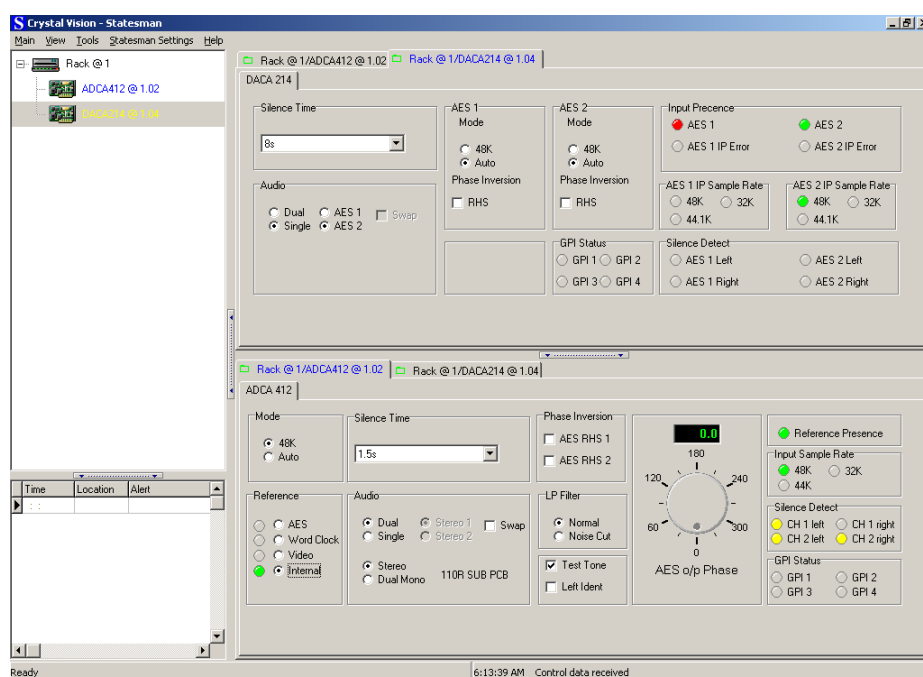 S Crystal Vision - Statesman
Main View Tools Statesman Settings Help
Rack @ 1
ADCA412 @ 1.02
DACA214 @ 1.04
Rack @ 1/ADCA412 @ 1.02 Rack @ 1/DACA214 @ 1.04
DACA 214
Silence Time
8s
Audio
Dual AES 1 Swap
Single AES 2
AES 1
Mode
48K
Auto
Phase Inversion
RHS
AES 2
Mode
48K
Auto
Phase Inversion
RHS
GPI Status
GPI 1 GPI 2
GPI 3 GPI 4
Input Precence
AES 1 AES 2
AES 1 IP Error AES 2 IP Error
AES 1 IP Sample Rate
48K 32K
44.1K
AES 2 IP Sample Rate
48K 32K
44.1K
Silence Detect
AES 1 Left AES 2 Left
AES 1 Right AES 2 Right
Rack @ 1/ADCA412 @ 1.02 Rack @ 1/DACA214 @ 1.04
ADCA 412
Mode
48K
Auto
Silence Time
1.5s
Reference
AES
Word Clock
Video
Internal
Audio
Dual Stereo 1 Swap
Single Stereo 2
Stereo
Dual Mono 110R SUB PCB
Phase Inversion
AES RHS 1
AES RHS 2
LP Filter
Normal
Noise Cut
Test Tone
Left Ident
0.0
180
120 240
60 300
0
AES o/p Phase
Reference Presence
Input Sample Rate
48K 32K
44K
Silence Detect
CH 1 left CH 1 right
CH 2 left CH 2 right
GPI Status
GPI 1 GPI 2
GPI 3 GPI 4
Time Location Alert
: :
Ready 6:13:39 AM Control data received